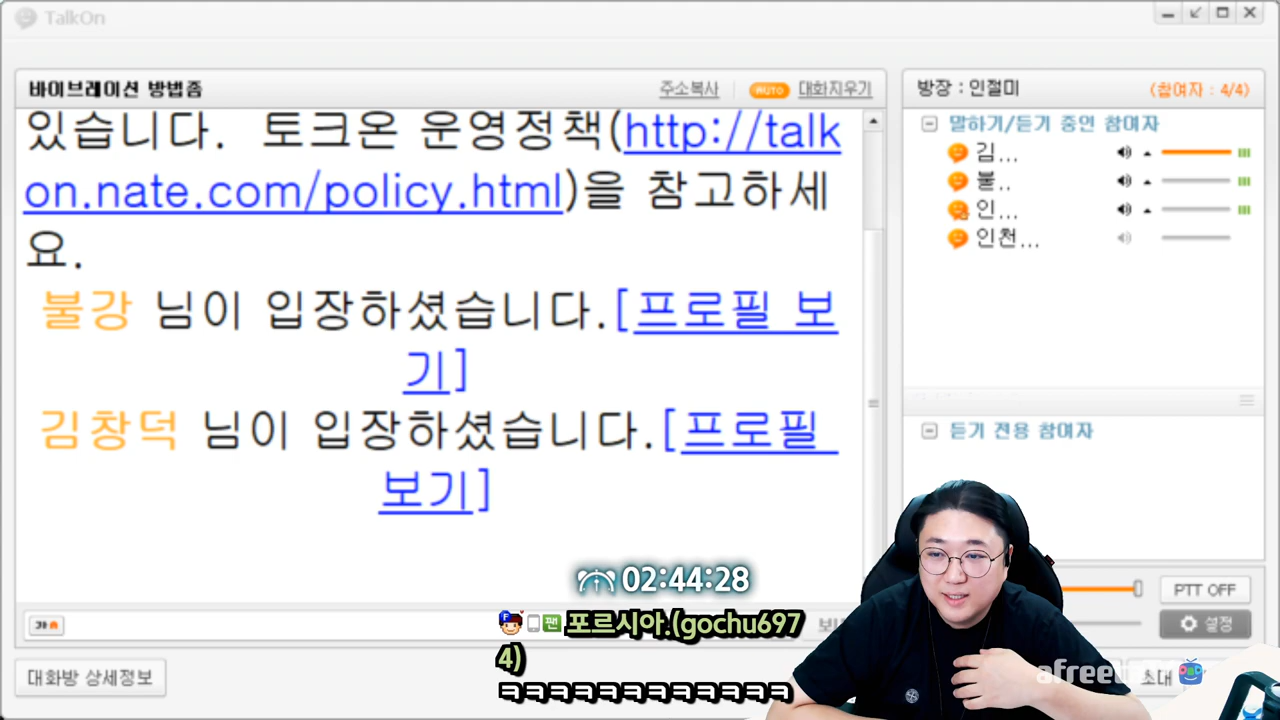 TalkOn
바이브레이션 방법좀
주소복사
AUTO 대화지우기
있습니다. 토크온 운영정책(http://talk
on.nate.com/policy.html)을 참고하세
요.
불강 님이 입장하셨습니다.[프로필 보
기]
김창덕 님이 입장하셨습니다.[프로필
보기]
방장 : 인절미
(참여자 : 4/4)
말하기/듣기 중인 참여자
김...
불..
인...
인천...
듣기 전용 참여자
02:44:28
F 팬 포르시아.(gochu697
4)
ㅋㅋㅋㅋㅋㅋㅋㅋㅋㅋㅋㅋ
PTT OFF
설정
대화방 상세정보
초대